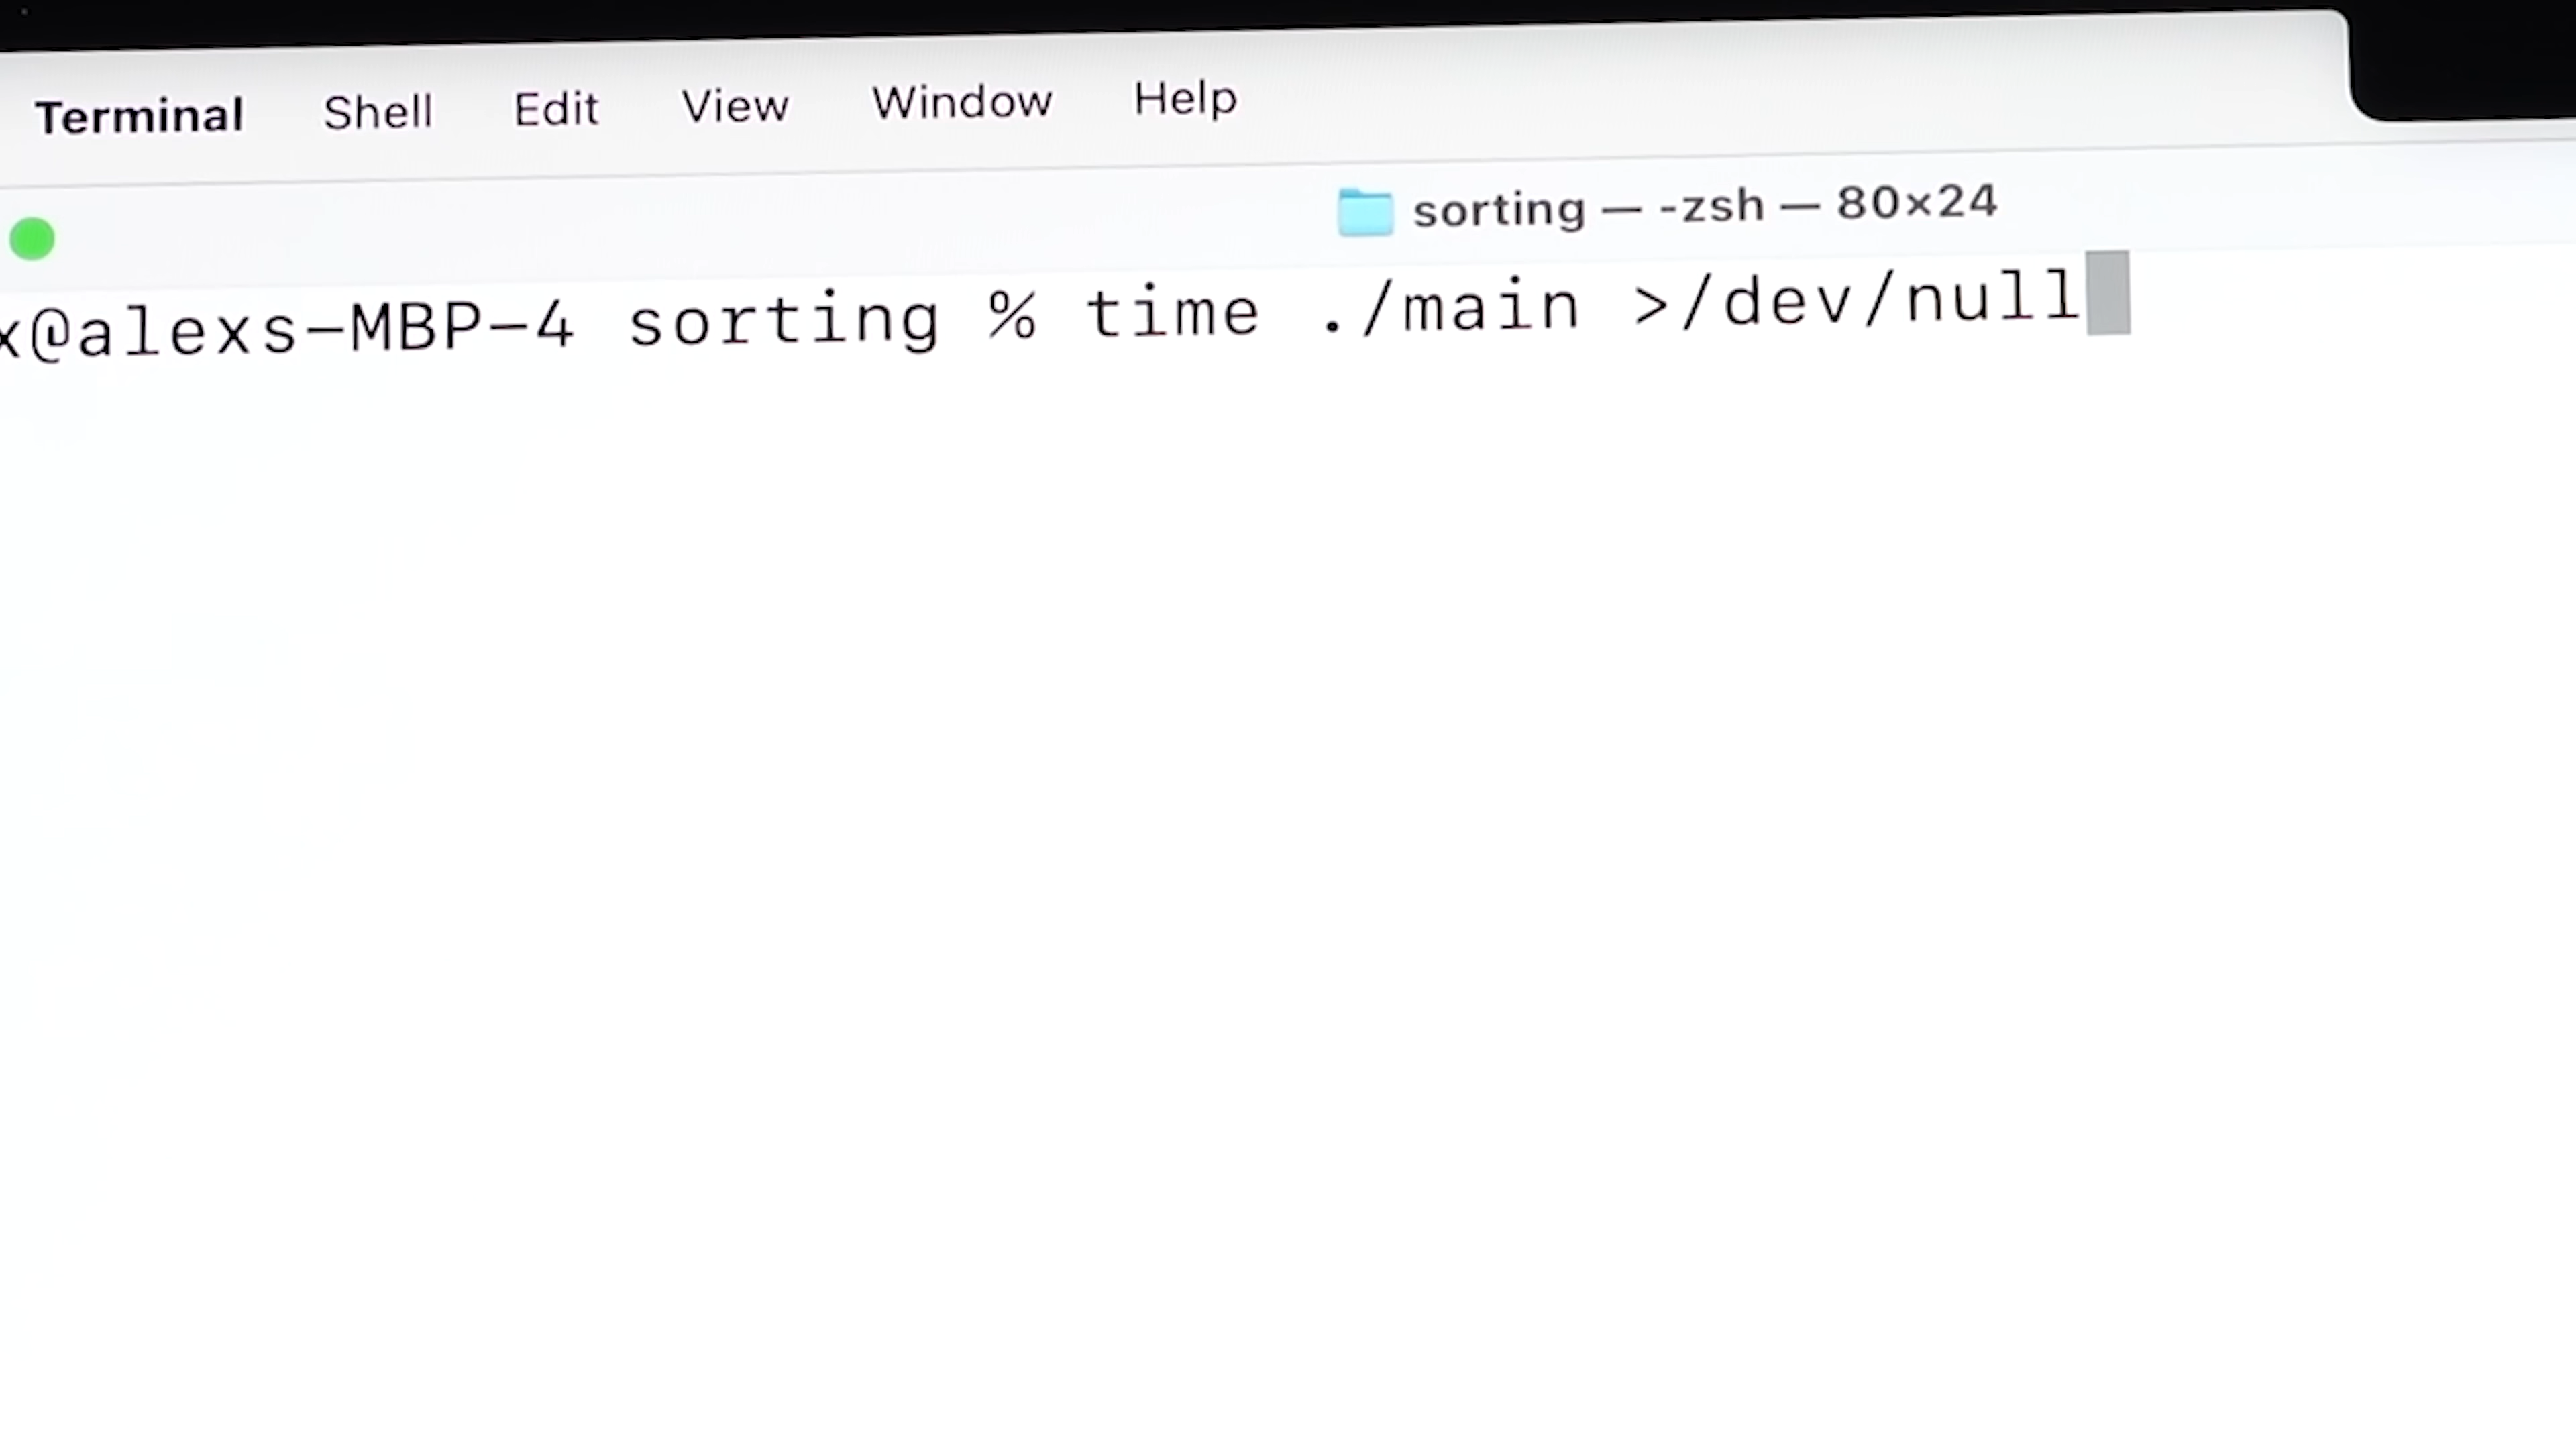 Terminal Shell Edit View Window Help
sorting — -zsh — 80×24
x@alexs-MBP-4 sorting % time ./main >/dev/null